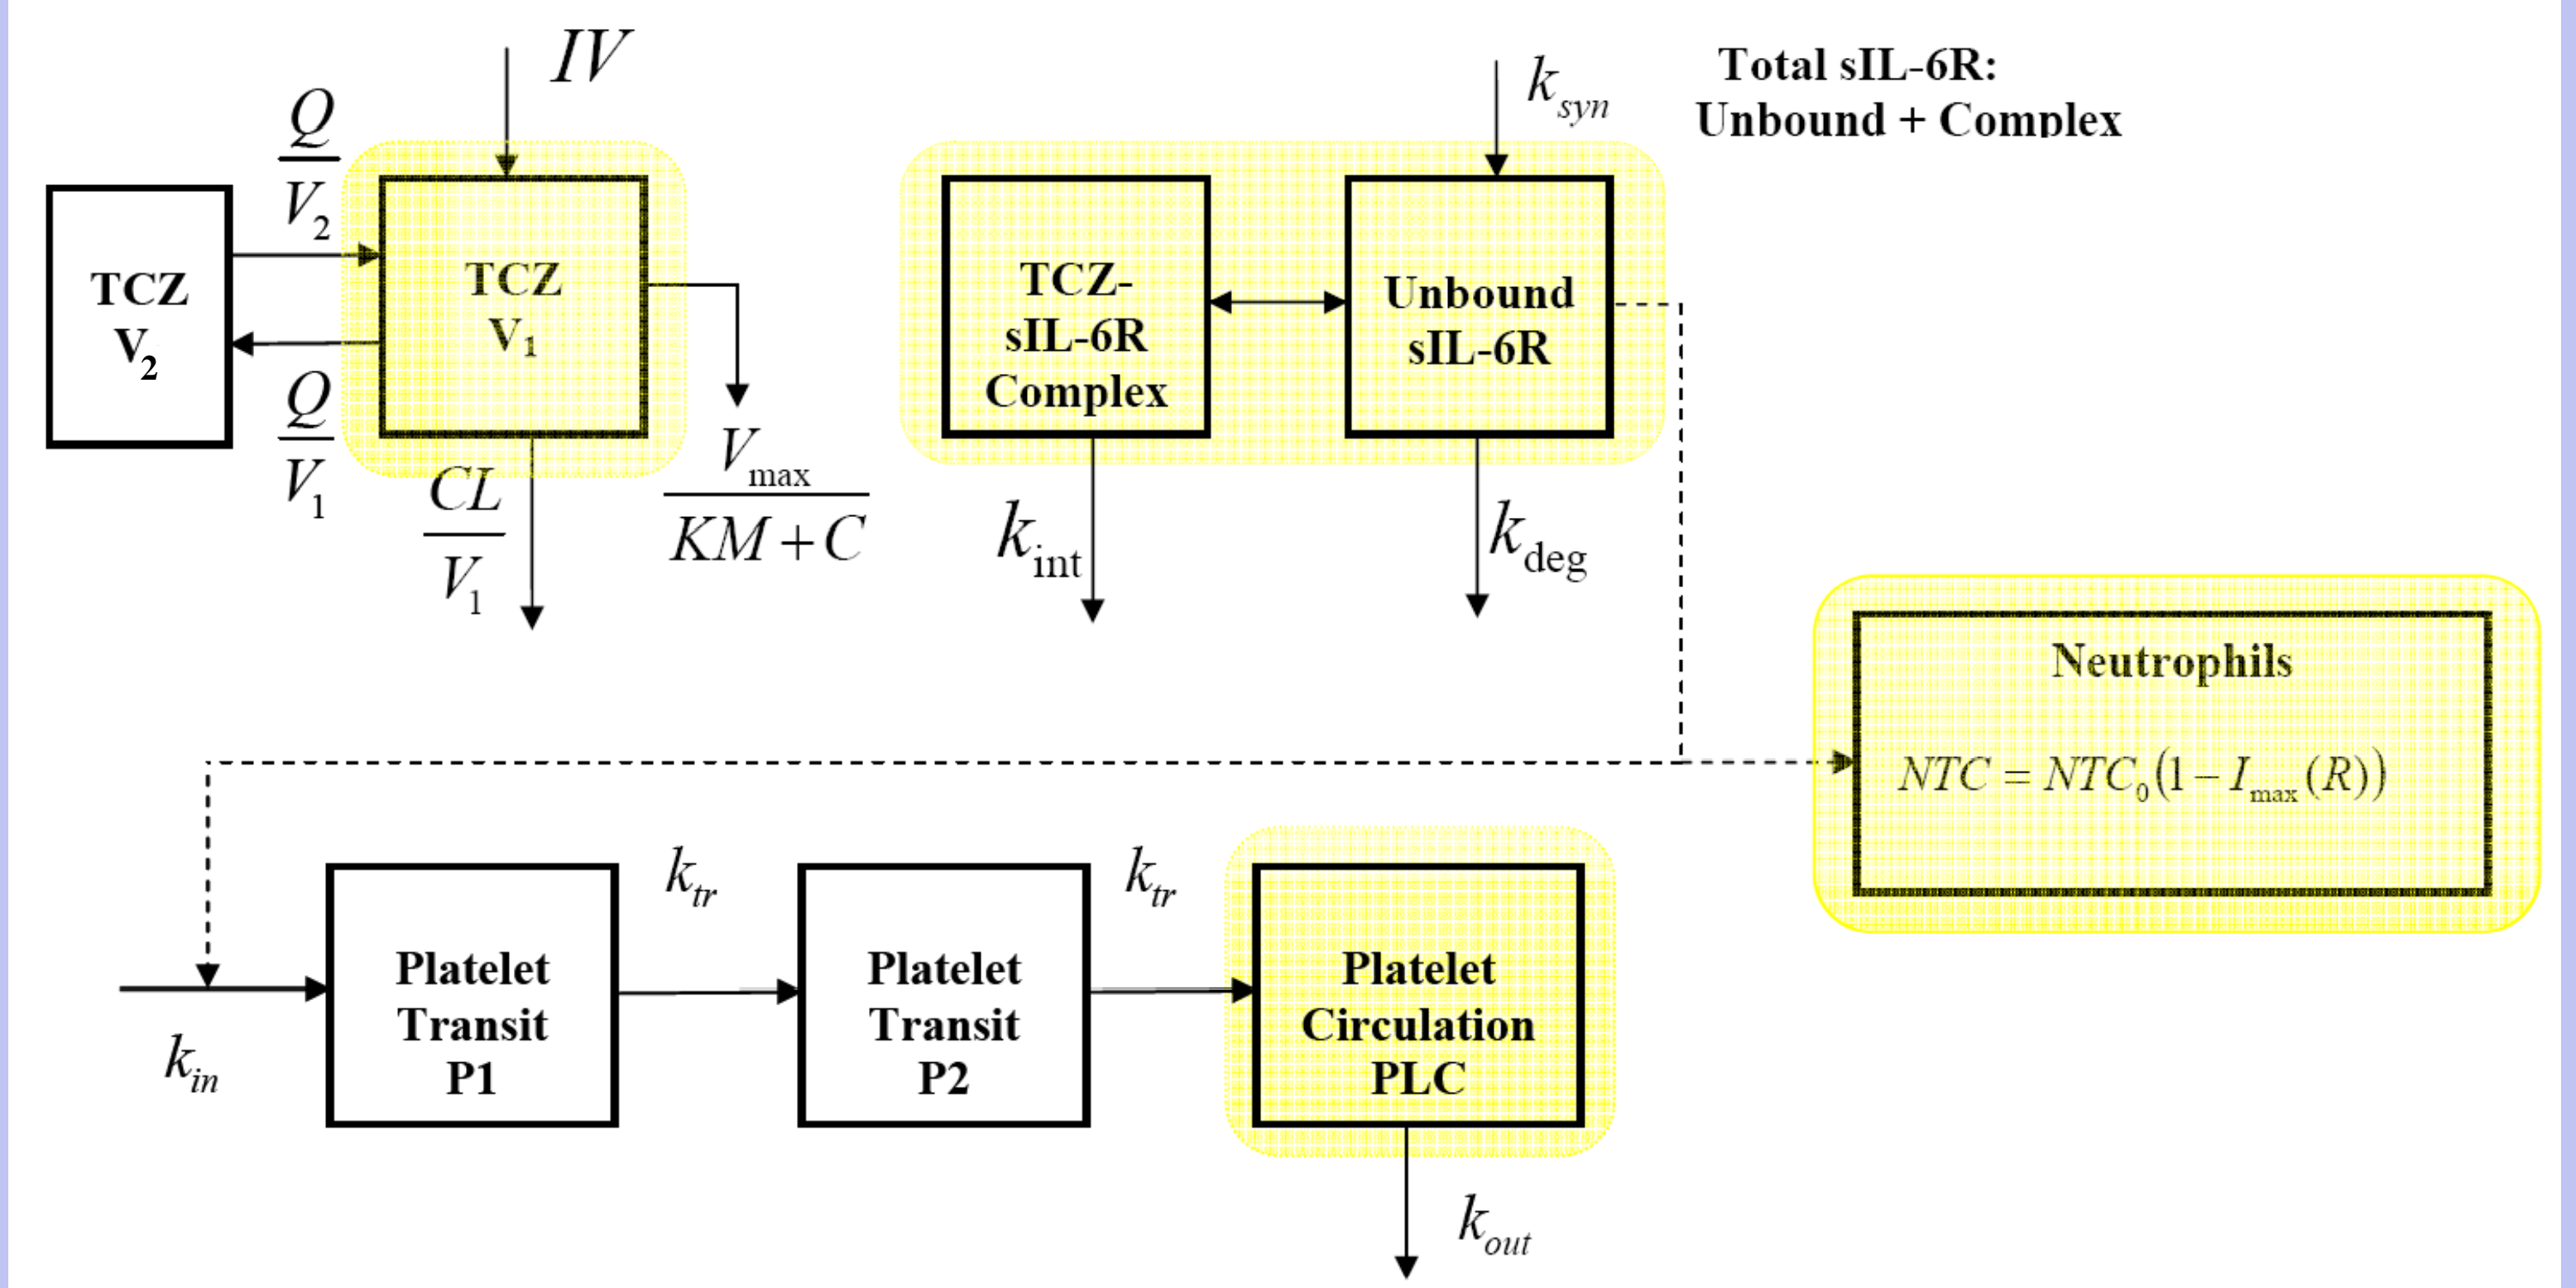 IV
Q
V2
TCZ
V2
TCZ
V1
Q
V1
CL
V1
Vmax
KM + C
ksyn
Total sIL-6R:
Unbound + Complex
TCZ-
sIL-6R
Complex
Unbound
sIL-6R
kint
kdeg
Neutrophils
NTC = NTC0(1 – Imax (R))
kin
Platelet
Transit
P1
ktr
Platelet
Transit
P2
ktr
Platelet
Circulation
PLC
kout